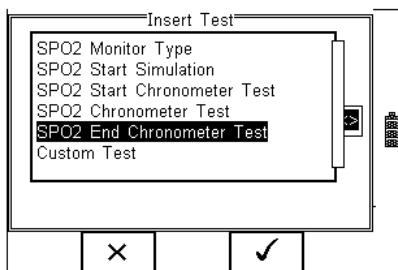 Insert Test
SPO2 Monitor Type
SPO2 Start Simulation
SPO2 Start Chronometer Test
SPO2 Chronometer Test
SPO2 End Chronometer Test
Custom Test